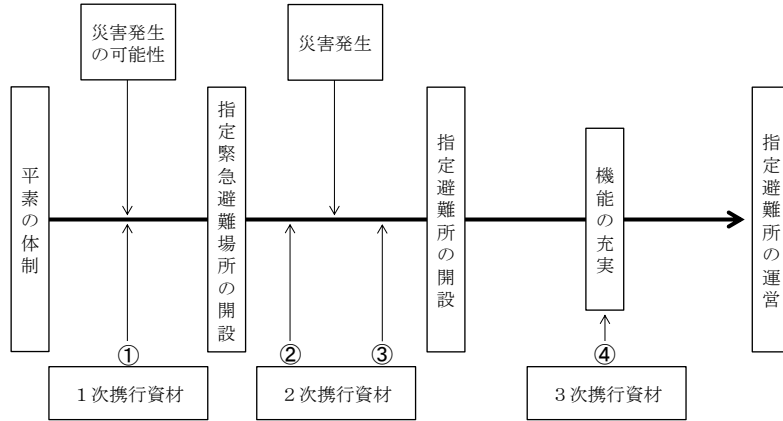 災害発生
の可能性
災害発生
平素の体制
指定緊急避難場所の開設
指定避難所の開設
機能の充実
指定避難所の運営
①
②
③
④
1次携行資材
2次携行資材
3次携行資材